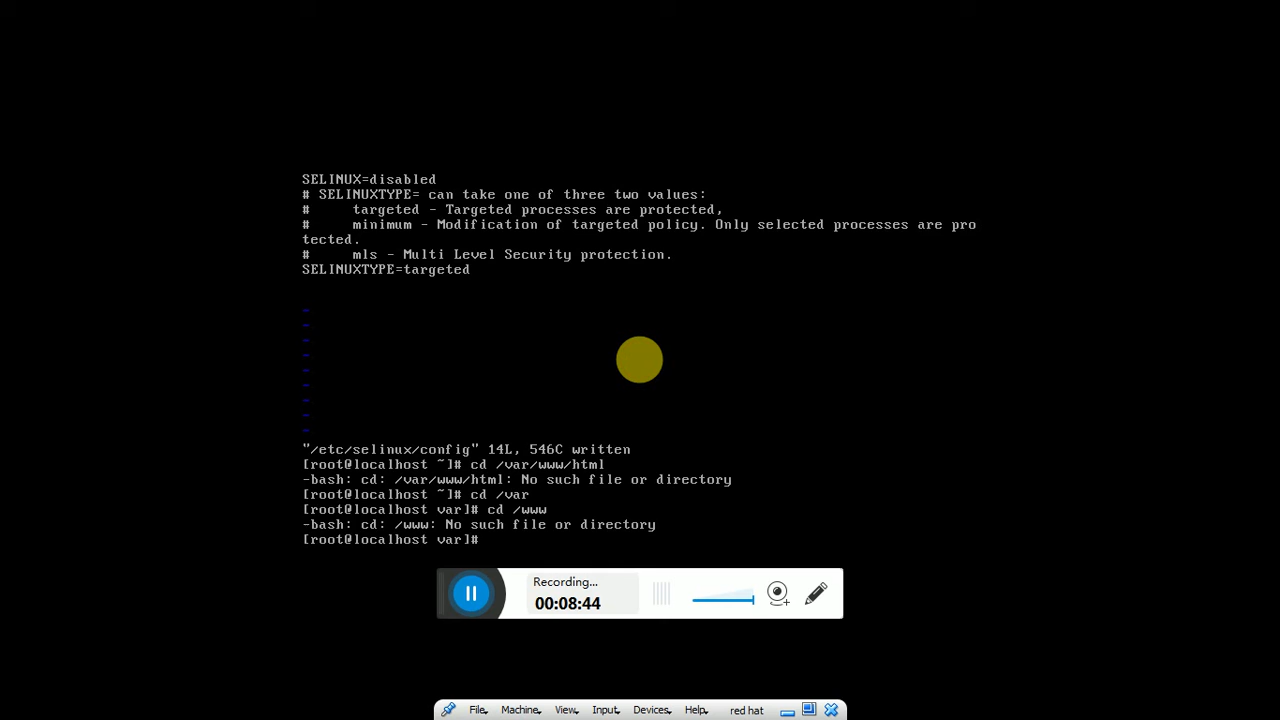 SELINUX=disabled
# SELINUXTYPE= can take one of three two values:
#     targeted - Targeted processes are protected,
#     minimum - Modification of targeted policy. Only selected processes are pro
tected.
#     mls - Multi Level Security protection.
SELINUXTYPE=targeted
~
~
~
~
~
~
~
~
~
"/etc/selinux/config" 14L, 546C written
[root@localhost ~]# cd /var/www/html
-bash: cd: /var/www/html: No such file or directory
[root@localhost ~]# cd /var
[root@localhost var]# cd /www
-bash: cd: /www: No such file or directory
[root@localhost var]#
Recording...
00:08:44
File Machine View Input Devices Help red hat